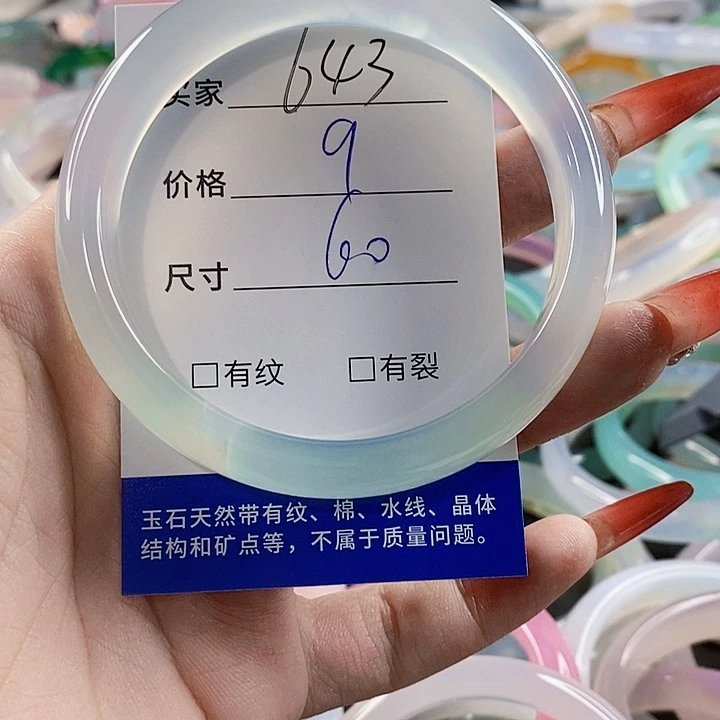 买家 643
价格 9
尺寸 60
□有纹 □有裂
玉石天然带有纹、棉、水线、晶体
结构和矿点等，不属于质量问题。